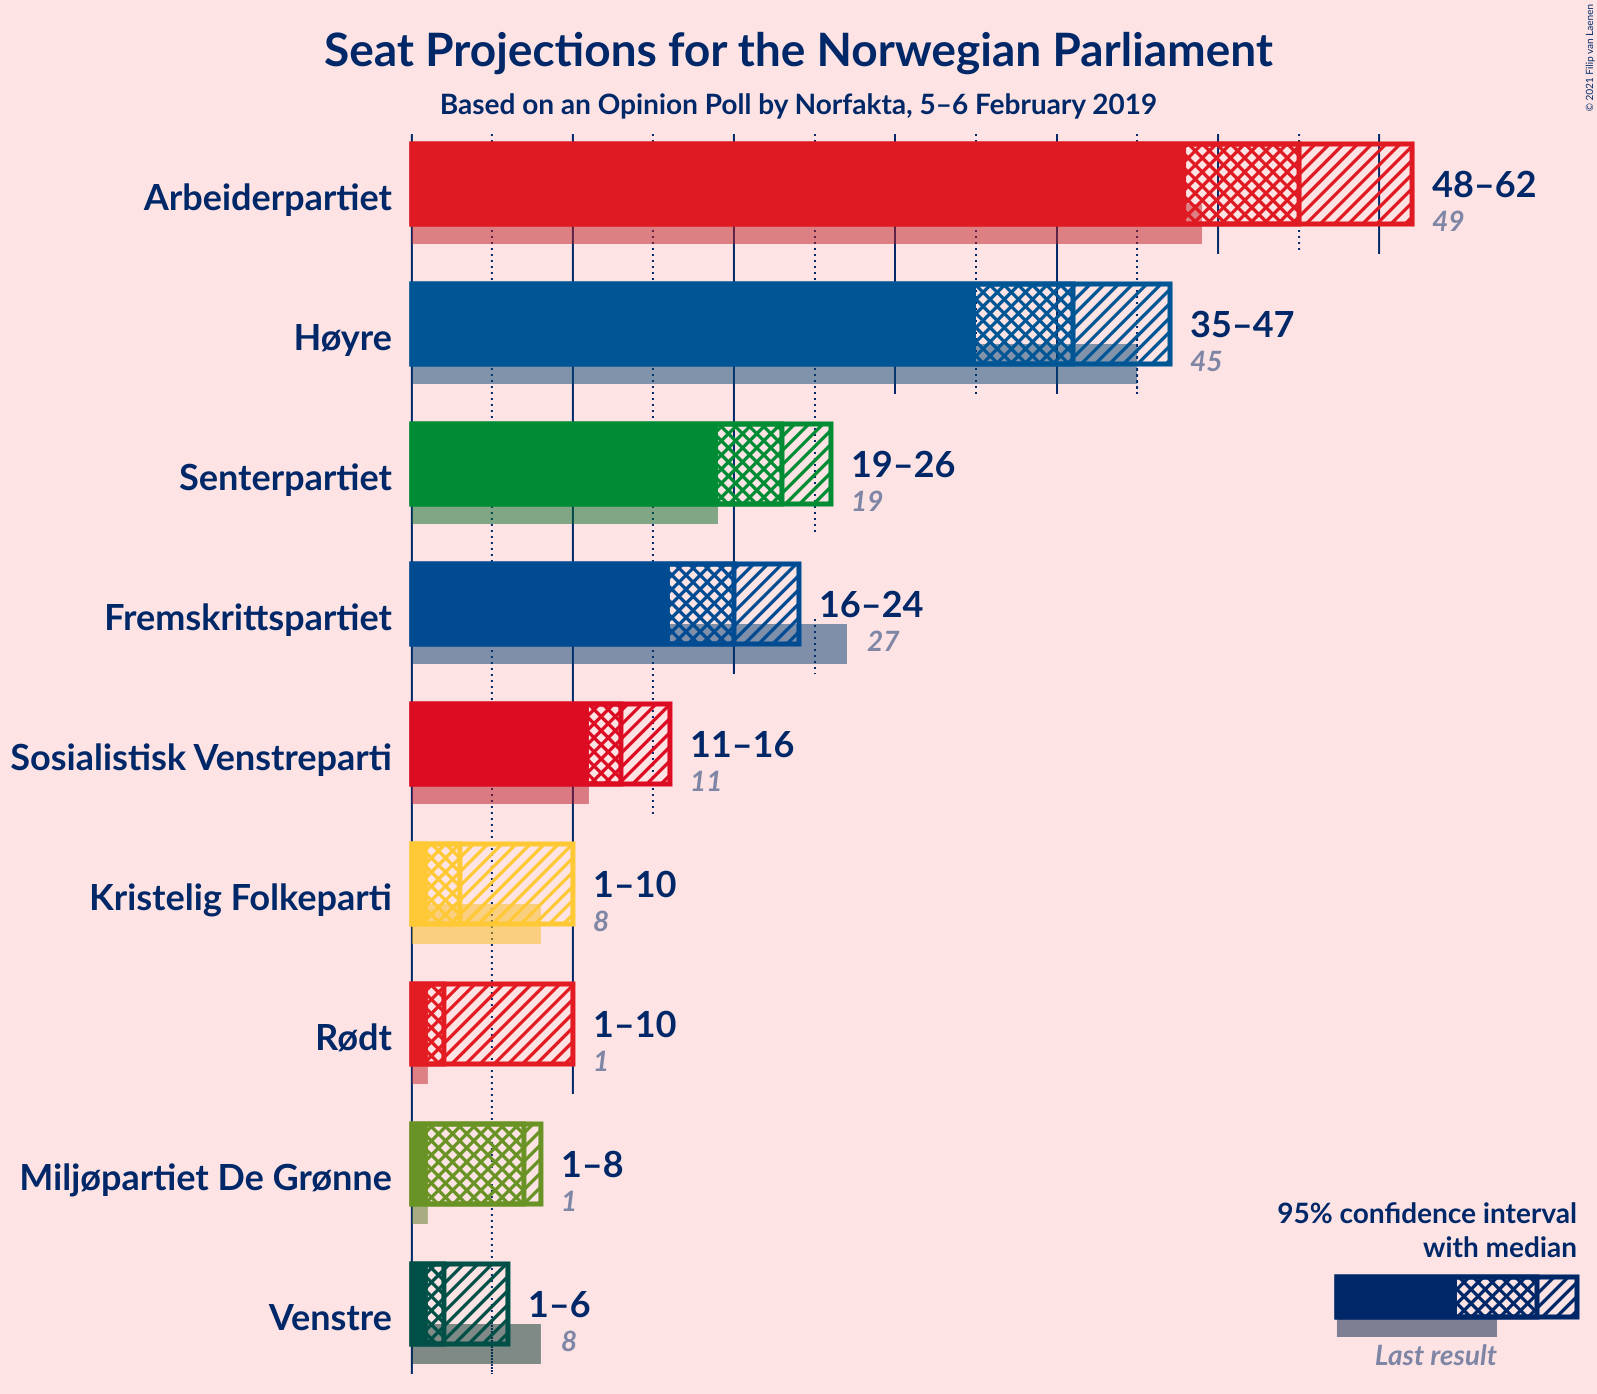 Seat Projections for the Norwegian Parliament
Based on an Opinion Poll by Norfakta, 5–6 February 2019
© 2021 Filip van Laenen
Arbeiderpartiet
48–62
49
Høyre
35–47
45
Senterpartiet
19–26
19
Fremskrittspartiet
16–24
27
Sosialistisk Venstreparti
11–16
11
Kristelig Folkeparti
1–10
8
Rødt
1–10
1
Miljøpartiet De Grønne
1–8
1
Venstre
1–6
8
95% confidence interval
with median
Last result